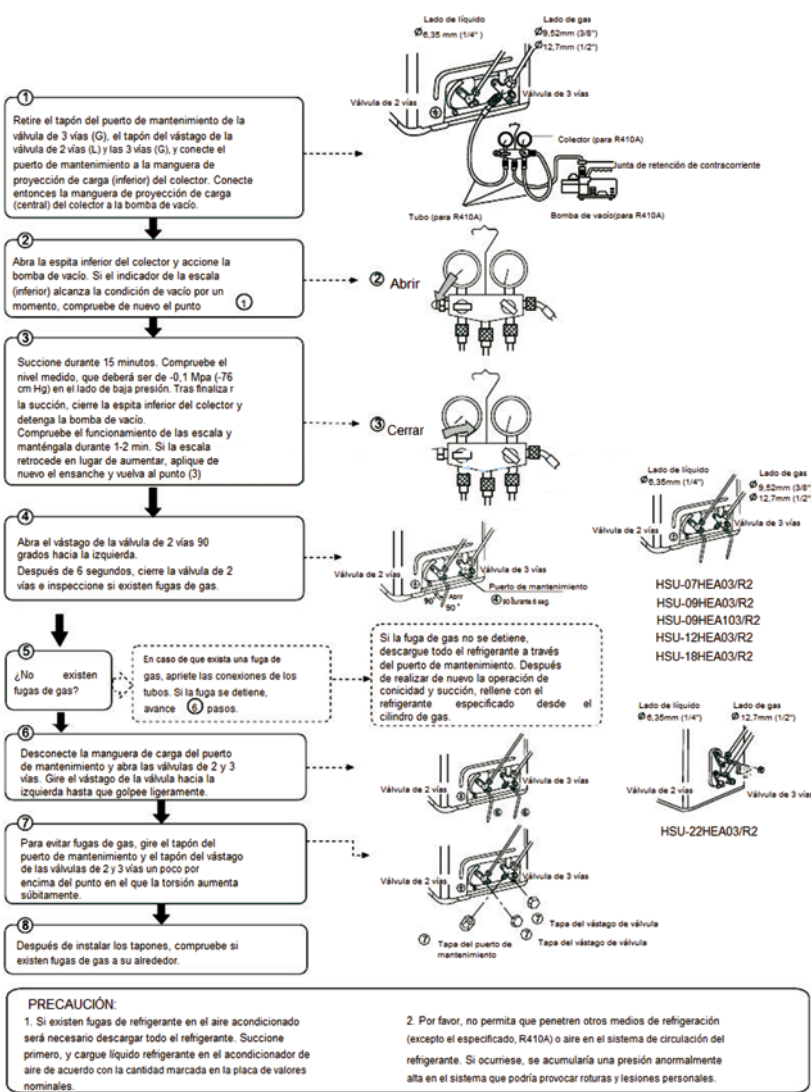 Lado de líquido
Ø6,35 mm (1/4" )
Lado de gas
Ø9,52mm (3/8")
Ø12,7mm (1/2")
Válvula de 2 vías
Válvula de 3 vías
Colector (para R410A)
Junta de retención de contracorriente
Tubo (para R410A)
Bomba de vacío(para R410A)
1
Retire el tapón del puerto de mantenimiento de la
válvula de 3 vías (G), el tapón del vástago de la
válvula de 2 vías (L) y las 3 vías (G), y conecte el
puerto de mantenimiento a la manguera de
proyección de carga (inferior) del colector. Conecte
entonces la manguera de proyección de carga
(central) del colector a la bomba de vacío.
2
Abra la espita inferior del colector y accione la
bomba de vacío. Si el indicador de la escala
(inferior) alcanza la condición de vacío por un
momento, compruebe de nuevo el punto 1
2 Abrir
3
Succione durante 15 minutos. Compruebe el
nivel medido, que deberá ser de -0,1 Mpa (-76
cm Hg) en el lado de baja presión. Tras finaliza r
la succión, cierre la espita inferior del colector y
detenga la bomba de vacío.
Compruebe el funcionamiento de las escala y
manténgala durante 1-2 min. Si la escala
retrocede en lugar de aumentar, aplique de
nuevo el ensanche y vuelva al punto (3)
3 Cerrar
4
Abra el vástago de la válvula de 2 vías 90
grados hacia la izquierda.
Después de 6 segundos, cierre la válvula de 2
vías e inspeccione si existen fugas de gas.
Válvula de 2 vías
Válvula de 3 vías
Puerto de mantenimiento
90° Abrir
90°
4 90 durante 6 seg.
Lado de líquido
Ø6,35mm (1/4")
Lado de gas
Ø9,52mm (3/8"
Ø12,7mm (1/2"
Válvula de 2 vías
Válvula de 3 vías
HSU-07HEA03/R2
HSU-09HEA03/R2
HSU-09HEA103/R2
HSU-12HEA03/R2
HSU-18HEA03/R2
5
¿No existen
fugas de gas?
En caso de que exista una fuga de
gas, apriete las conexiones de los
tubos. Si la fuga se detiene,
avance 6 pasos.
Si la fuga de gas no se detiene,
descargue todo el refrigerante a través
del puerto de mantenimiento. Después
de realizar de nuevo la operación de
conicidad y succión, rellene con el
refrigerante especificado desde el
cilindro de gas.
6
Desconecte la manguera de carga del puerto
de mantenimiento y abra las válvulas de 2 y 3
vías. Gire el vástago de la válvula hacia la
izquierda hasta que golpee ligeramente.
Válvula de 2 vías
Válvula de 3 vías
6
6
Lado de líquido
Ø6,35mm (1/4")
Lado de gas
Ø12,7mm (1/2")
Válvula de 2 vías
Válvula de 3 vías
HSU-22HEA03/R2
7
Para evitar fugas de gas, gire el tapón del
puerto de mantenimiento y el tapón del vástago
de las válvulas de 2 y 3 vías un poco por
encima del punto en el que la torsión aumenta
súbitamente.
Válvula de 2 vías
Válvula de 3 vías
7 Tapa del vástago de válvula
7 Tapa del vástago de válvula
7 Tapa del puerto de
mantenimiento
8
Después de instalar los tapones, compruebe si
existen fugas de gas a su alrededor.
PRECAUCIÓN:
1. Si existen fugas de refrigerante en el aire acondicionado
será necesario descargar todo el refrigerante. Succione
primero, y cargue líquido refrigerante en el acondicionador de
aire de acuerdo con la cantidad marcada en la placa de valores
nominales.
2. Por favor, no permita que penetren otros medios de refrigeración
(excepto el especificado, R410A) o aire en el sistema de circulación del
refrigerante. Si ocurriese, se acumularía una presión anormalmente
alta en el sistema que podría provocar roturas y lesiones personales.